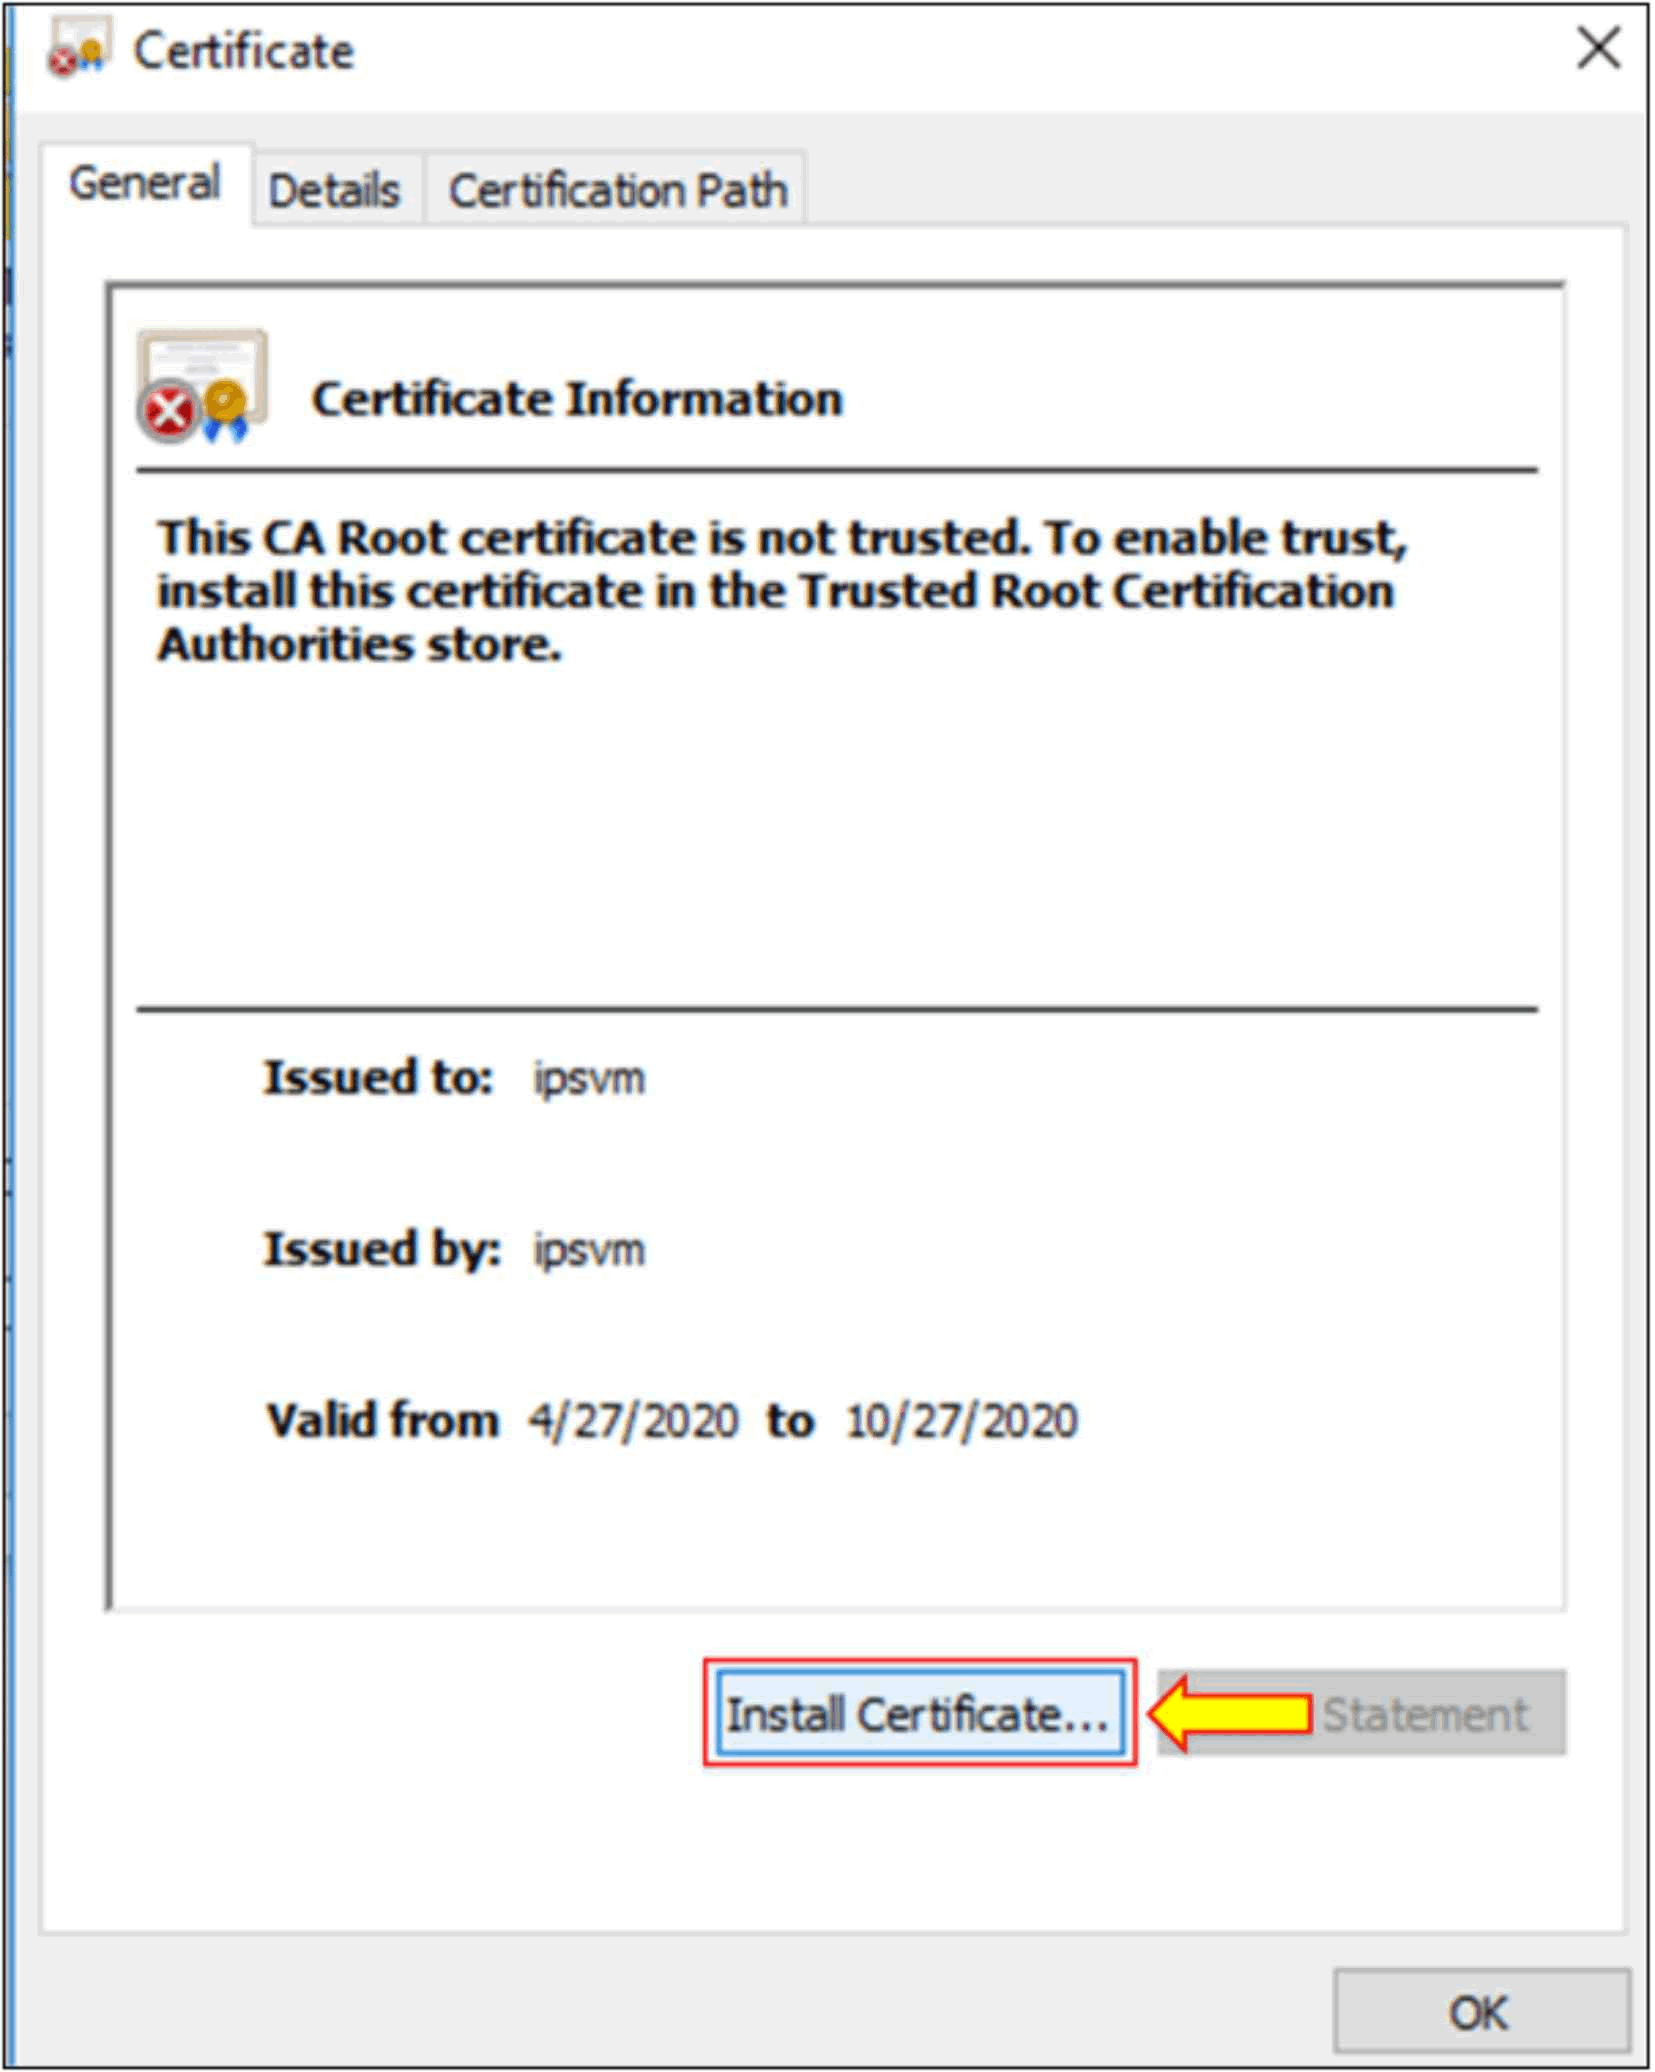 Certificate
General Details Certification Path
Certificate Information
This CA Root certificate is not trusted. To enable trust,
install this certificate in the Trusted Root Certification
Authorities store.
Issued to: ipsvm
Issued by: ipsvm
Valid from 4/27/2020 to 10/27/2020
Install Certificate... Statement
OK